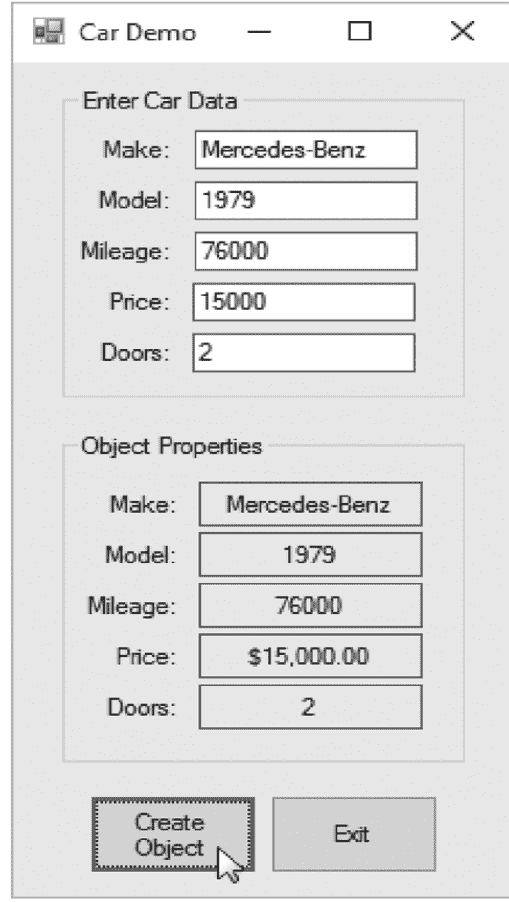 Car Demo
Enter Car Data
Make: Mercedes-Benz
Model: 1979
Mileage: 76000
Price: 15000
Doors: 2
Object Properties
Make: Mercedes-Benz
Model: 1979
Mileage: 76000
Price: $15,000.00
Doors: 2
Create
Object
Exit